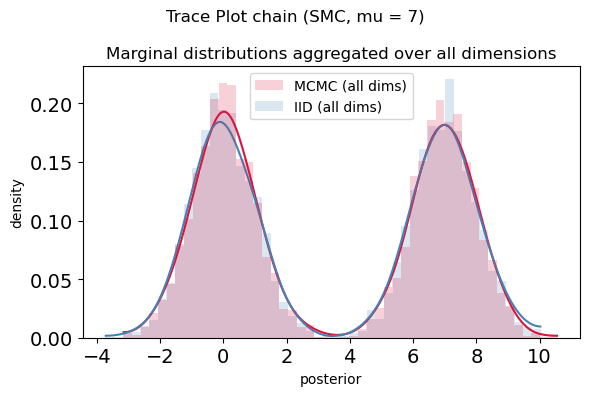 Trace Plot chain (SMC, mu = 7)
Marginal distributions aggregated over all dimensions
MCMC (all dims)
IID (all dims)
density
0.20
0.15
0.10
0.05
0.00
−4 −2 0 2 4 6 8 10
posterior